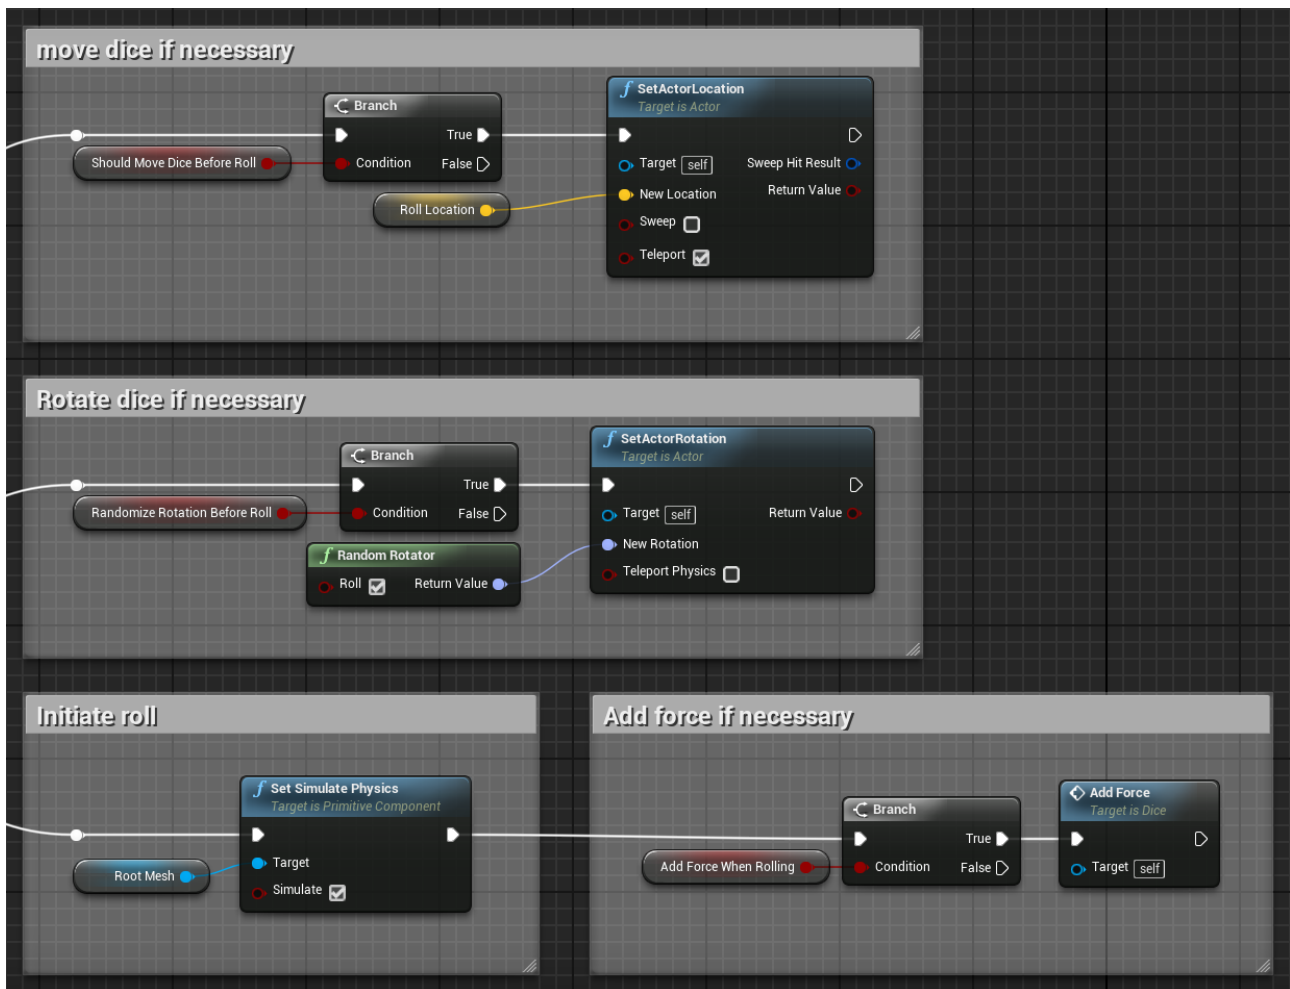 move dice if necessary
Branch
True
Should Move Dice Before Roll
Condition
False
Roll Location
SetActorLocation
Target is Actor
Target self
Sweep Hit Result
New Location
Return Value
Sweep
Teleport
Rotate dice if necessary
Branch
True
Randomize Rotation Before Roll
Condition
False
Random Rotator
Roll
Return Value
SetActorRotation
Target is Actor
Target self
Return Value
New Rotation
Teleport Physics
Initiate roll
Set Simulate Physics
Target is Primitive Component
Root Mesh
Target
Simulate
Add force if necessary
Branch
True
Add Force When Rolling
Condition
False
Add Force
Target is Dice
Target self